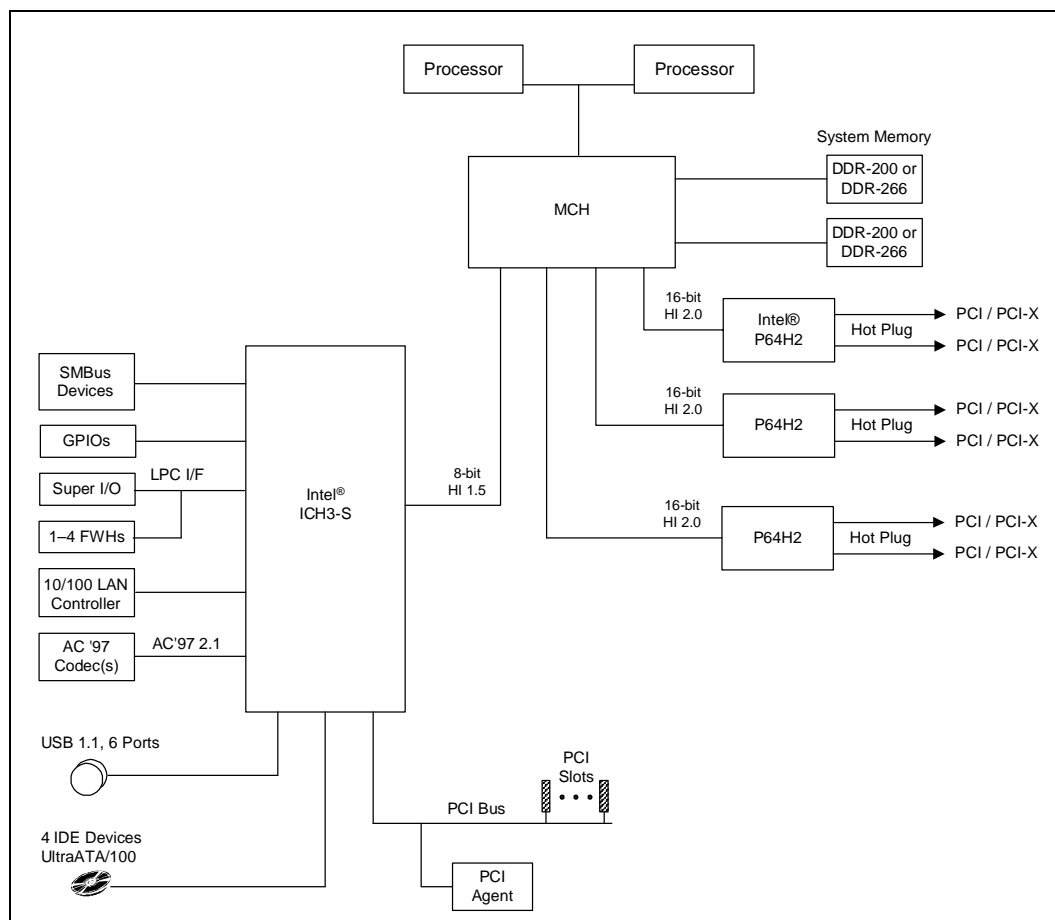 Processor
Processor
System Memory
DDR-200 or
DDR-266
MCH
DDR-200 or
DDR-266
16-bit
HI 2.0
Intel®
P64H2
Hot Plug
PCI / PCI-X
PCI / PCI-X
SMBus
Devices
16-bit
HI 2.0
P64H2
Hot Plug
PCI / PCI-X
PCI / PCI-X
GPIOs
LPC I/F
Super I/O
Intel®
ICH3-S
8-bit
HI 1.5
16-bit
HI 2.0
P64H2
Hot Plug
PCI / PCI-X
PCI / PCI-X
1–4 FWHs
10/100 LAN
Controller
AC '97
Codec(s)
AC'97 2.1
USB 1.1, 6 Ports
PCI
Slots
PCI Bus
4 IDE Devices
UltraATA/100
PCI
Agent